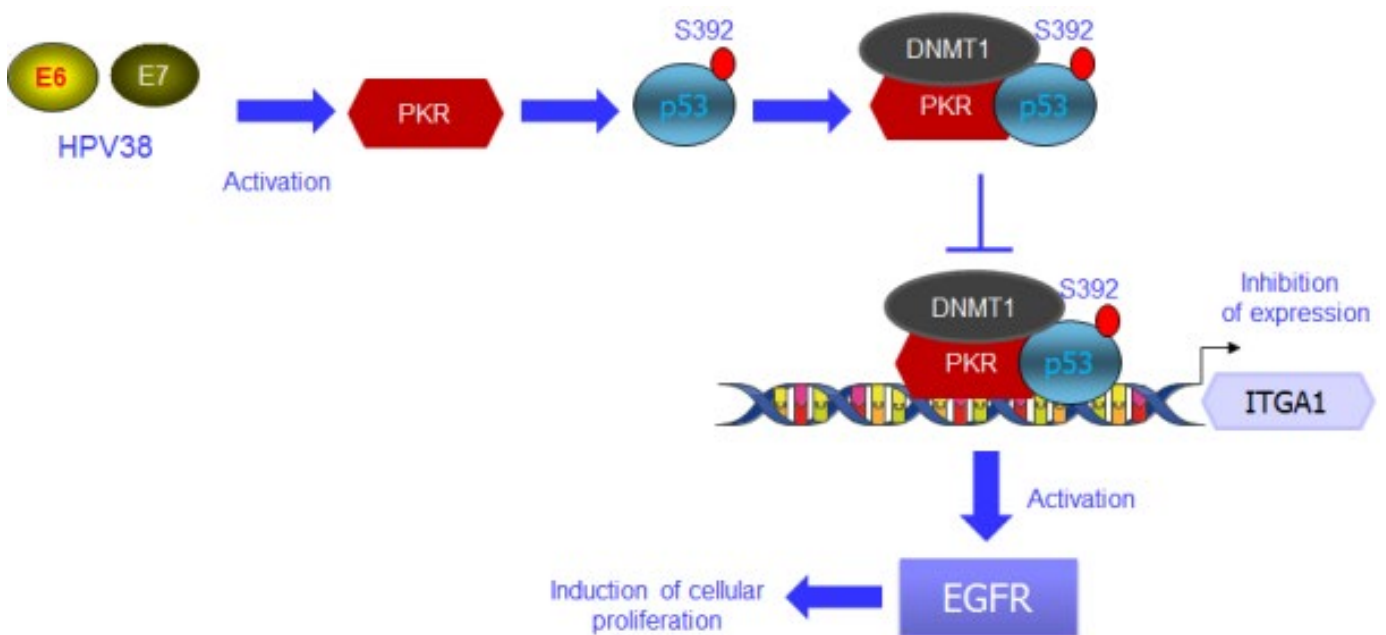 E6
E7
HPV38
Activation
PKR
S392
p53
DNMT1
S392
PKR
p53
DNMT1
S392
PKR
p53
Inhibition
of expression
ITGA1
Activation
EGFR
Induction of cellular
proliferation